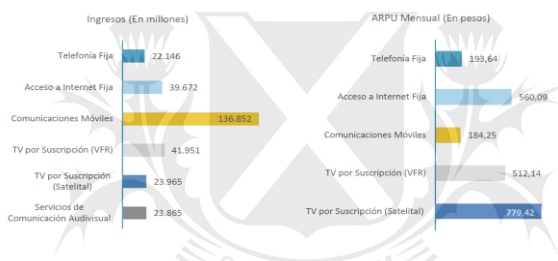 Ingresos (En millones)
Telefonía Fija 22.146
Acceso a Internet Fija 39.672
Comunicaciones Móviles 136.852
TV por Suscripción (VFR) 41.951
TV por Suscripción
(Satelital) 23.965
Servicios de
Comunicación Audivisual 23.865
ARPU Mensual (En pesos)
Telefonía Fija 193,64
Acceso a Internet Fija 560,09
Comunicaciones Móviles 184,25
TV por Suscripción (VFR) 512,14
TV por Suscripción (Satelital) 779,42